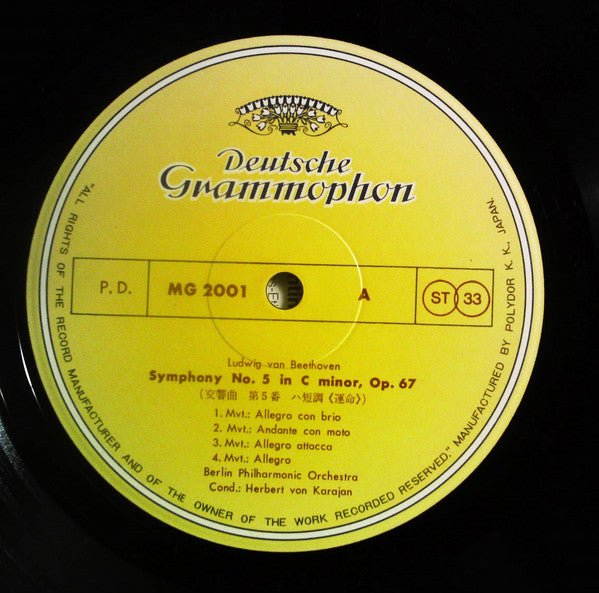 Deutsche
Grammophon
P. D.
MG 2001
A
ST
33
Ludwig van Beethoven
Symphony No. 5 in C minor, Op. 67
(交響曲 第5番 ハ短調《運命》)
1. Mvt.: Allegro con brio
2. Mvt.: Andante con moto
3. Mvt.: Allegro attacca
4. Mvt.: Allegro
Berlin Philharmonic Orchestra
Cond.: Herbert von Karajan
"ALL RIGHTS OF THE RECORD MANUFACTURER AND OF THE OWNER OF THE WORK RECORDED RESERVED." MANUFACTURED BY POLYDOR K. K., JAPAN.